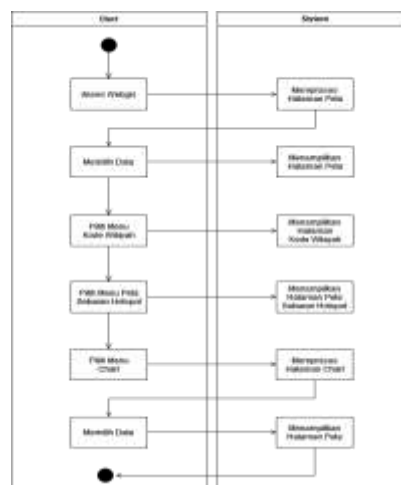 Client
System
Akses Webgis
Memproses
Halaman Peta
Memilih Data
Menampilkan
Halaman Peta
Pilih Menu
Kode Wilayah
Menampilkan
Halaman
Kode Wilayah
Pilih Menu Peta
Sebaran Hotspot
Menampilkan
Halaman Peta
Sebaran Hotspot
Pilih Menu
Chart
Memproses
Halaman Chart
Memilih Data
Menampilkan
Halaman Peta